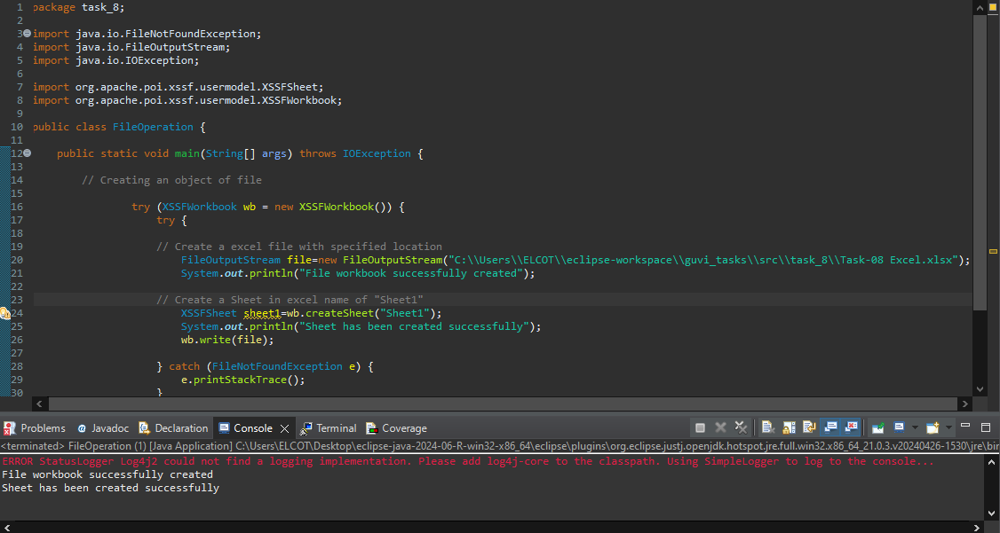 1 package task_8;
2
3 import java.io.FileNotFoundException;
4 import java.io.FileOutputStream;
5 import java.io.IOException;
6
7 import org.apache.poi.xssf.usermodel.XSSFSheet;
8 import org.apache.poi.xssf.usermodel.XSSFWorkbook;
9
10 public class FileOperation {
11
12 public static void main(String[] args) throws IOException {
13
14 // Creating an object of file
15
16 try (XSSFWorkbook wb = new XSSFWorkbook()) {
17 try {
18
19 // Create a excel file with specified location
20 FileOutputStream file=new FileOutputStream("C:\\Users\\ELCOT\\eclipse-workspace\\guvi_tasks\\src\\task_8\\Task-08 Excel.xlsx");
21 System.out.println("File workbook successfully created");
22
23 // Create a Sheet in excel name of "Sheet1"
24 XSSFSheet sheet1=wb.createSheet("Sheet1");
25 System.out.println("Sheet has been created successfully");
26 wb.write(file);
27
28 } catch (FileNotFoundException e) {
29 e.printStackTrace();
30 }
Problems Javadoc Declaration Console Terminal Coverage
<terminated> FileOperation (1) [Java Application] C:\Users\ELCOT\Desktop\eclipse-java-2024-06-R-win32-x86_64\eclipse\plugins\org.eclipse.justj.openjdk.hotspot.jre.full.win32.x86_64_21.0.3.v20240426-1530\jre\bin
ERROR StatusLogger Log4j2 could not find a logging implementation. Please add log4j-core to the classpath. Using SimpleLogger to log to the console...
File workbook successfully created
Sheet has been created successfully